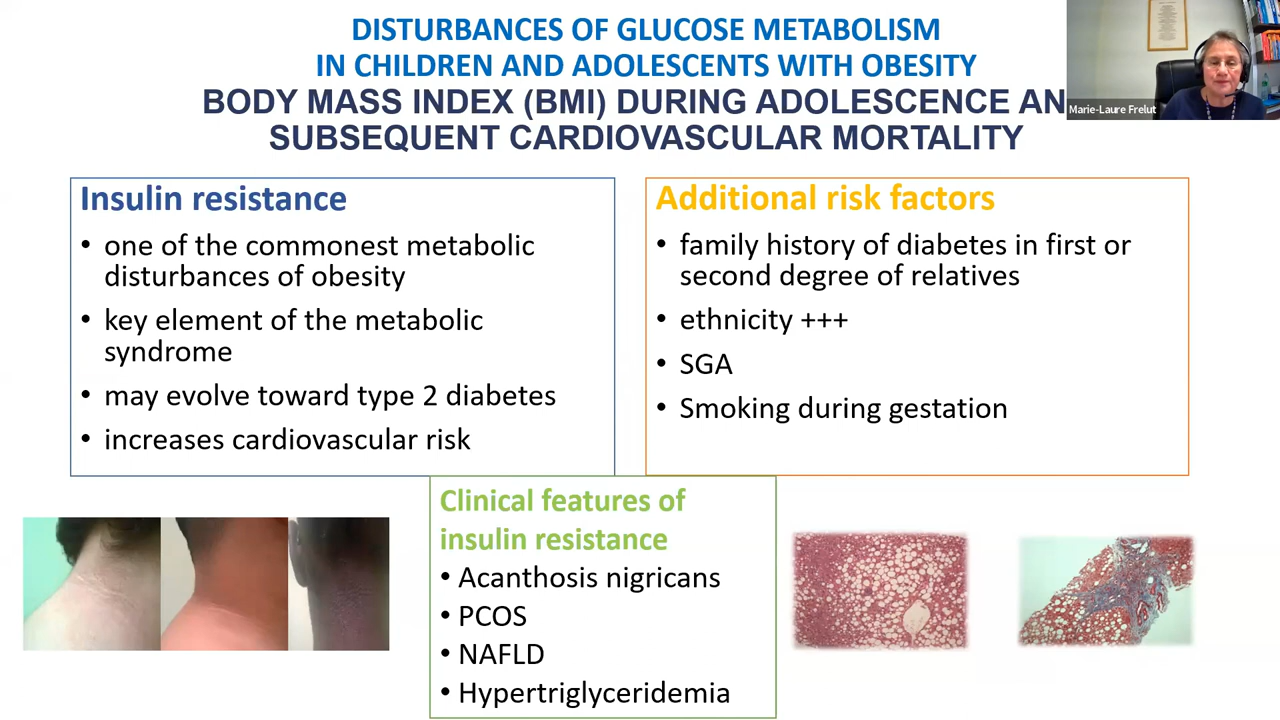 DISTURBANCES OF GLUCOSE METABOLISM
IN CHILDREN AND ADOLESCENTS WITH OBESITY
BODY MASS INDEX (BMI) DURING ADOLESCENCE AN
SUBSEQUENT CARDIOVASCULAR MORTALITY
Marie-Laure Frelut
Insulin resistance
• one of the commonest metabolic
disturbances of obesity
• key element of the metabolic
syndrome
• may evolve toward type 2 diabetes
• increases cardiovascular risk
Additional risk factors
• family history of diabetes in first or
second degree of relatives
• ethnicity +++
• SGA
• Smoking during gestation
Clinical features of
insulin resistance
• Acanthosis nigricans
• PCOS
• NAFLD
• Hypertriglyceridemia